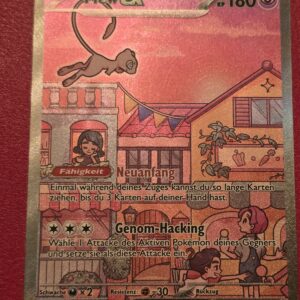 Mew ex
180
Fähigkeit Neuanfang
Einmal während deines Zuges kannst du so lange Karten
ziehen, bis du 3 Karten auf deiner Hand hast.
Genom-Hacking
Wähle 1 Attacke des Aktiven Pokémon deines Gegners
und setze sie als diese Attacke ein.
Schwäche ×2 Resistenz -30 Rückzug